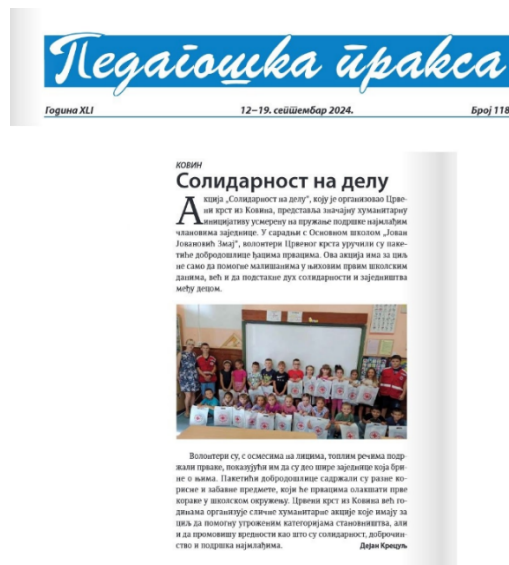 Педагошка пракса
Година XLI 12–19. септембар 2024. Број 118
КОВИН
Солидарност на делу
Акција „Солидарност на делу", коју је организовао Црве-
ни крст из Ковина, представља значајну хуманитарну
иницијативу усмерену на пружање подршке најмлађим
члановима заједнице. У сарадњи с Основном школом „Јован
Јовановић Змај", волонтери Црвеног крста уручили су паке-
тиће добродошлице ђацима првацима. Ова акција има за циљ
не само да помогне малишанима у њиховим првим школским
данима, већ и да подстакне дух солидарности и заједништва
међу децом.
Волонтери су, с осмесима на лицима, топлим речима подр-
жали прваке, показујући им да су део шире заједнице која бри-
не о њима. Пакетићи добродошлице садржали су разне ко-
рисне и забавне предмете, који ће првацима олакшати прве
кораке у школском окружењу. Црвени крст из Ковина већ го-
динама организује сличне хуманитарне акције које имају за
циљ да помогну угроженим категоријама становништва, али
и да промовишу вредности као што су солидарност, доброчин-
ство и подршка најмлађима. Дејан Крецуљ